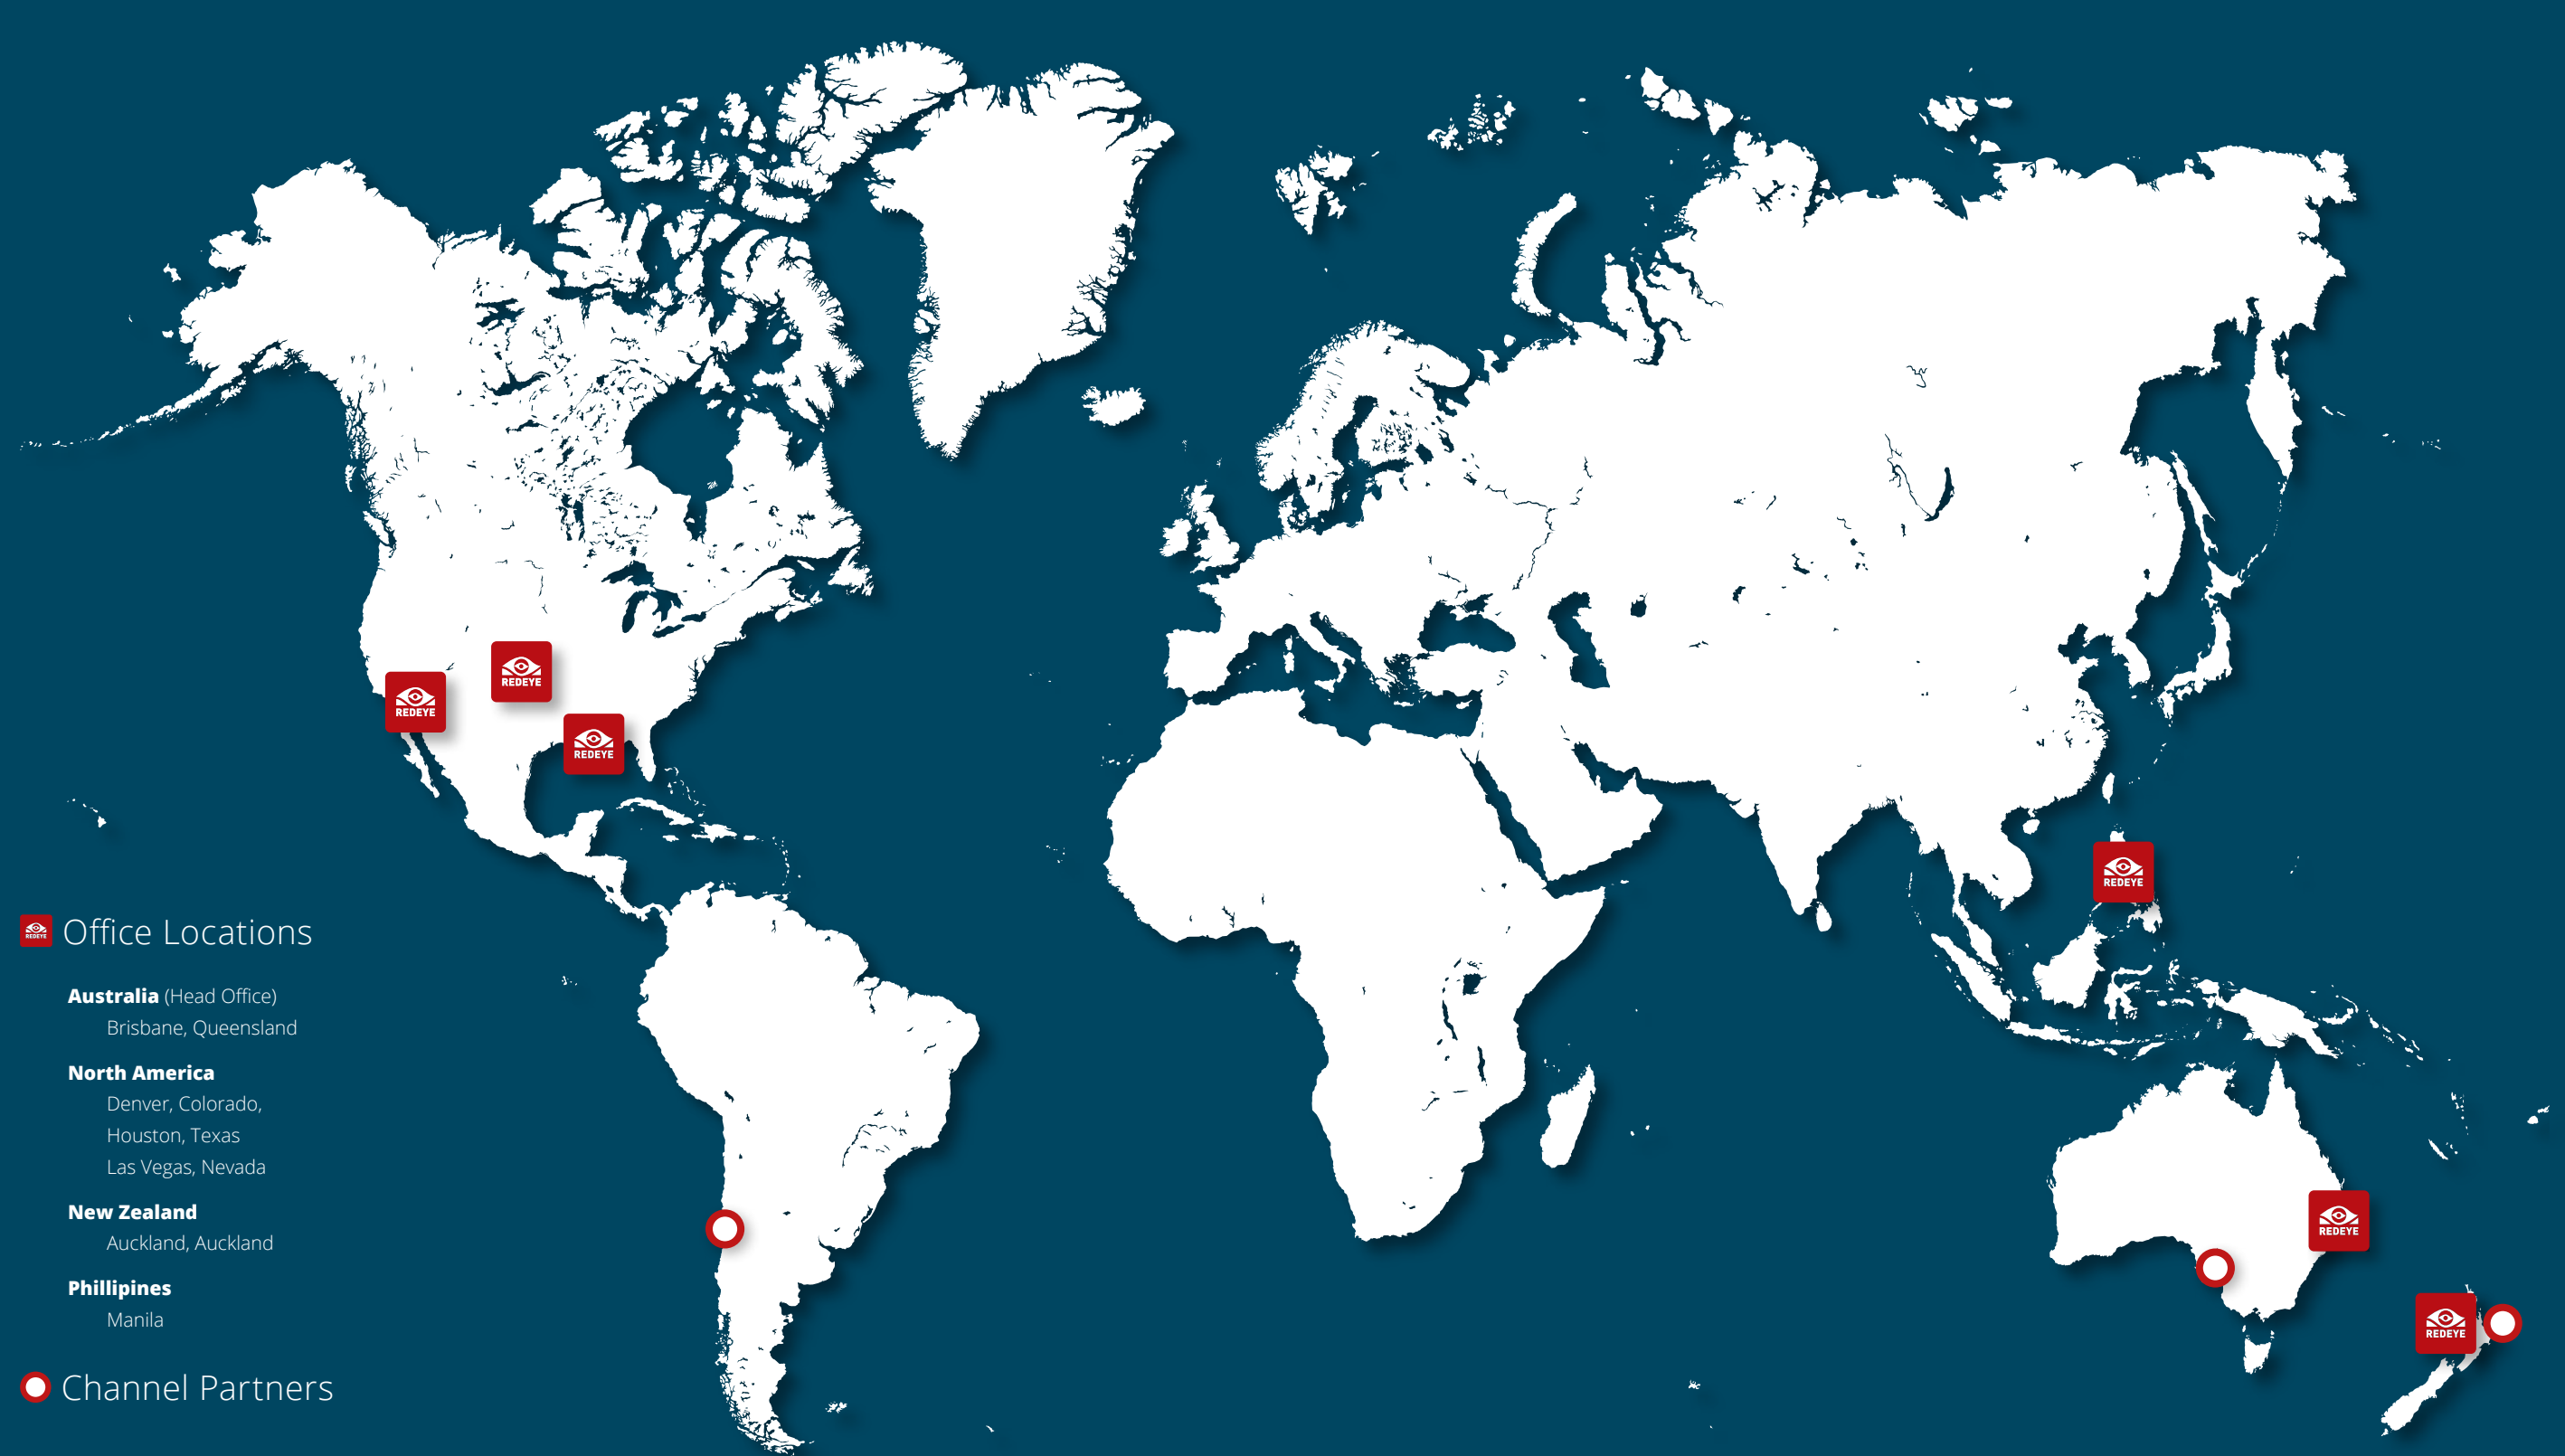 REDEYE
REDEYE
REDEYE
REDEYE
REDEYE Office Locations
Australia (Head Office)
Brisbane, Queensland
North America
Denver, Colorado,
Houston, Texas
Las Vegas, Nevada
New Zealand
Auckland, Auckland
Phillipines
Manila
Channel Partners
REDEYE
REDEYE